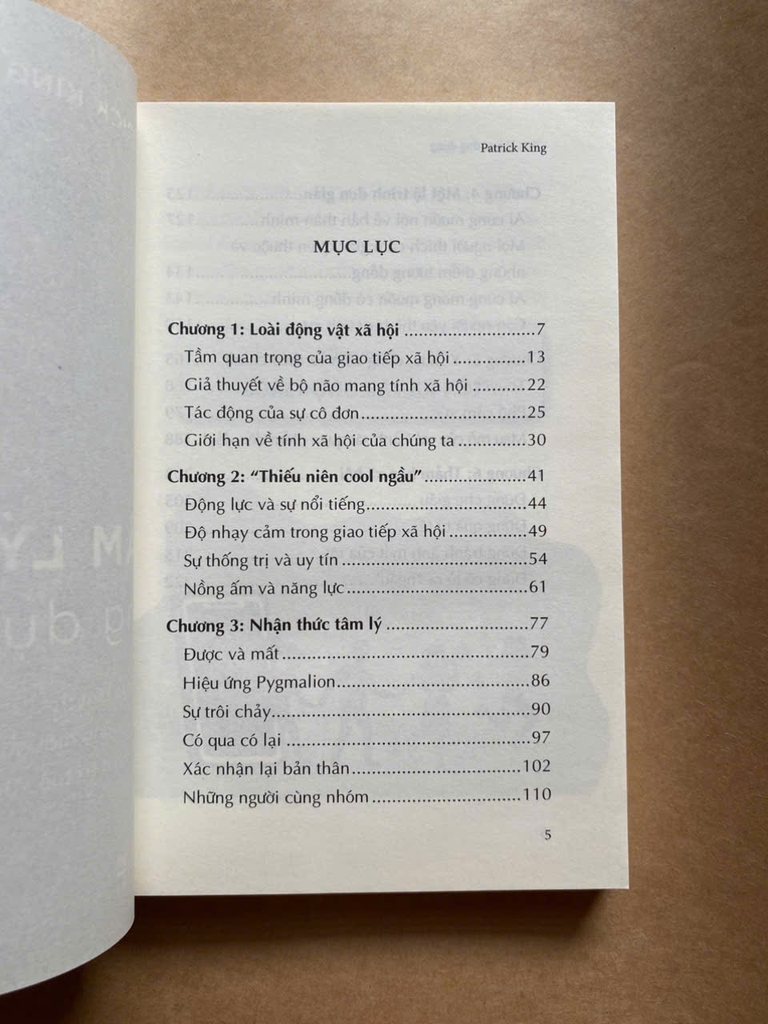 Patrick King
MỤC LỤC
Chương 1: Loài động vật xã hội ..........................7
Tầm quan trọng của giao tiếp xã hội ...............13
Giả thuyết về bộ não mang tính xã hội ...........22
Tác động của sự cô đơn.................................25
Giới hạn về tính xã hội của chúng ta ..............30
Chương 2: “Thiếu niên cool ngầu”....................41
Động lực và sự nổi tiếng................................44
Độ nhạy cảm trong giao tiếp xã hội ................49
Sự thống trị và uy tín.....................................54
Nồng ấm và năng lực....................................61
Chương 3: Nhận thức tâm lý ............................77
Được và mất.................................................79
Hiệu ứng Pygmalion......................................86
Sự trôi chảy...................................................90
Có qua có lại ................................................97
Xác nhận lại bản thân..................................102
Những người cùng nhóm..............................110
5